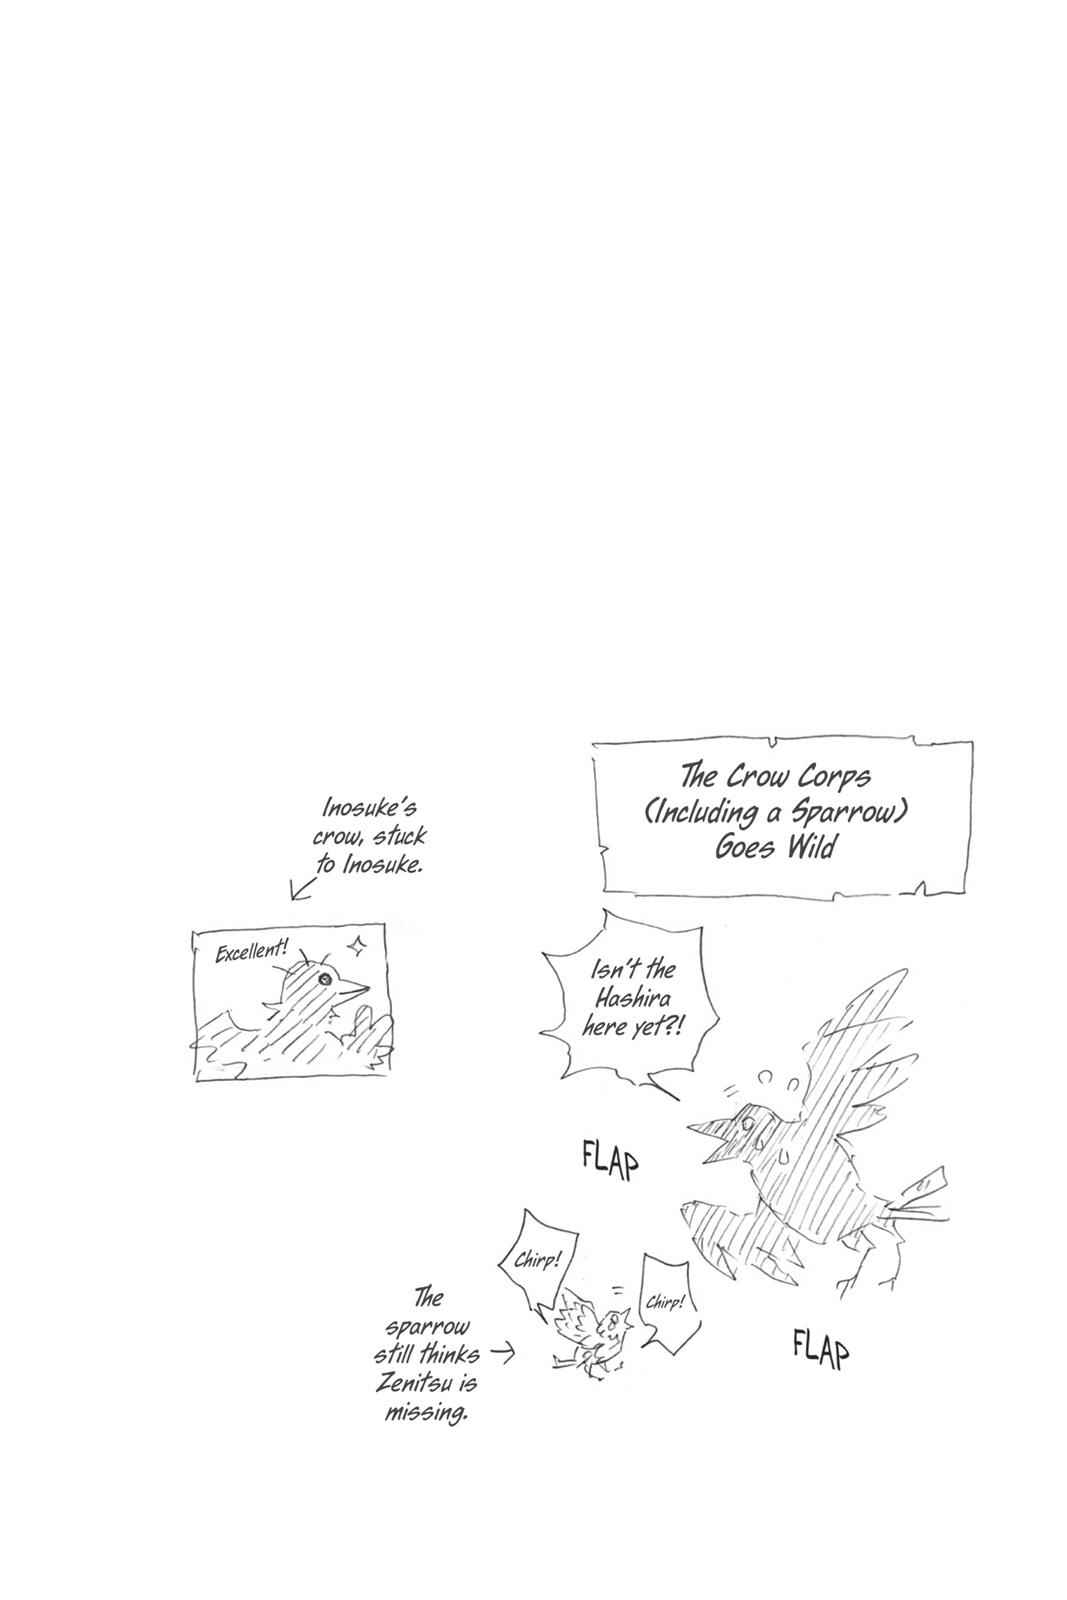 The Crow Corps
(Including a Sparrow)
Goes Wild
Inosuke's
crow, stuck
to Inosuke.
Excellent!
Isn't the
Hashira
here yet?!
FLAP
Chirp!
Chirp!
The
sparrow
still thinks
Zenitsu is
missing.
FLAP